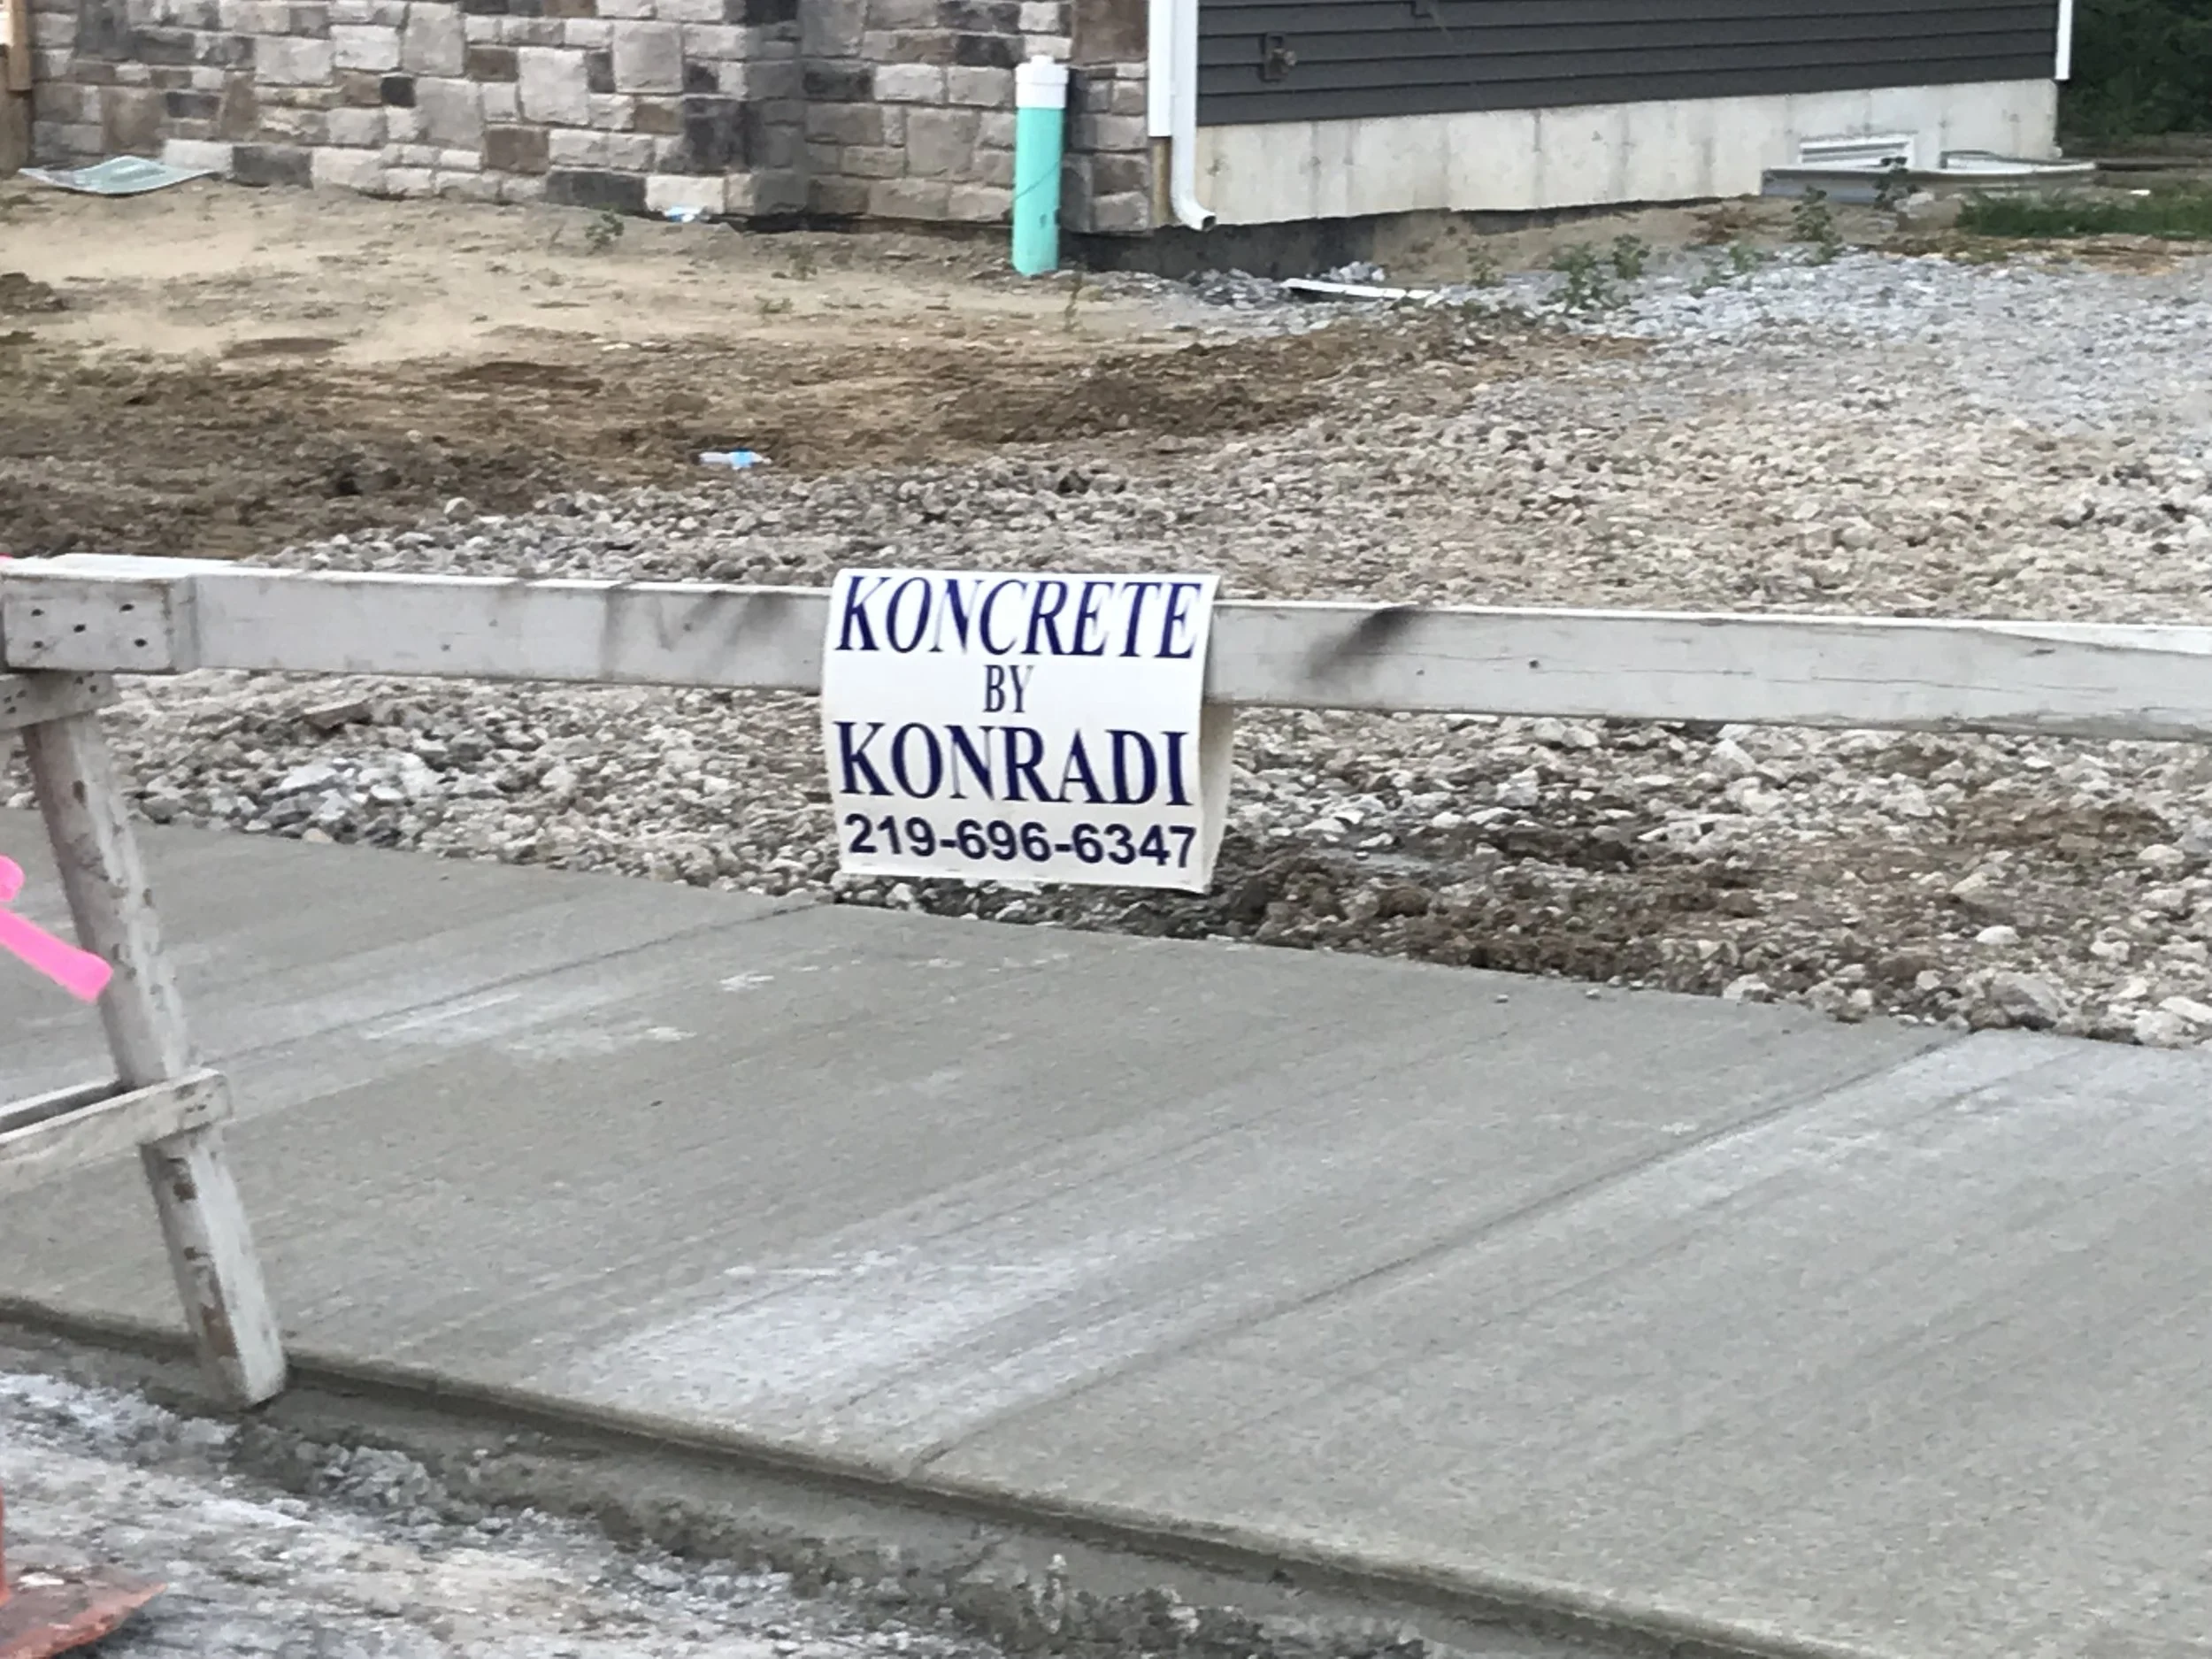 KONCRETE
BY
KONRADI
219-696-6347